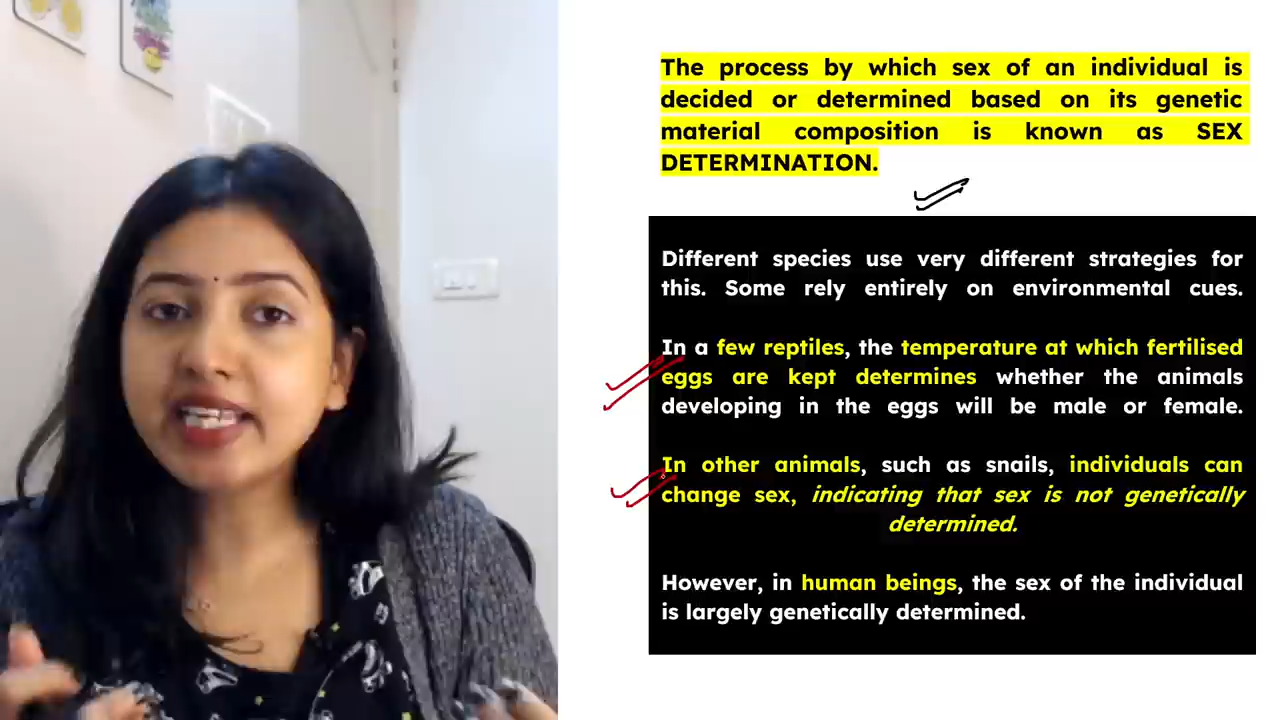 The process by which sex of an individual is
decided or determined based on its genetic
material composition is known as SEX
DETERMINATION.
Different species use very different strategies for
this. Some rely entirely on environmental cues.
In a few reptiles, the temperature at which fertilised
eggs are kept determines whether the animals
developing in the eggs will be male or female.
In other animals, such as snails, individuals can
change sex, indicating that sex is not genetically
determined.
However, in human beings, the sex of the individual
is largely genetically determined.